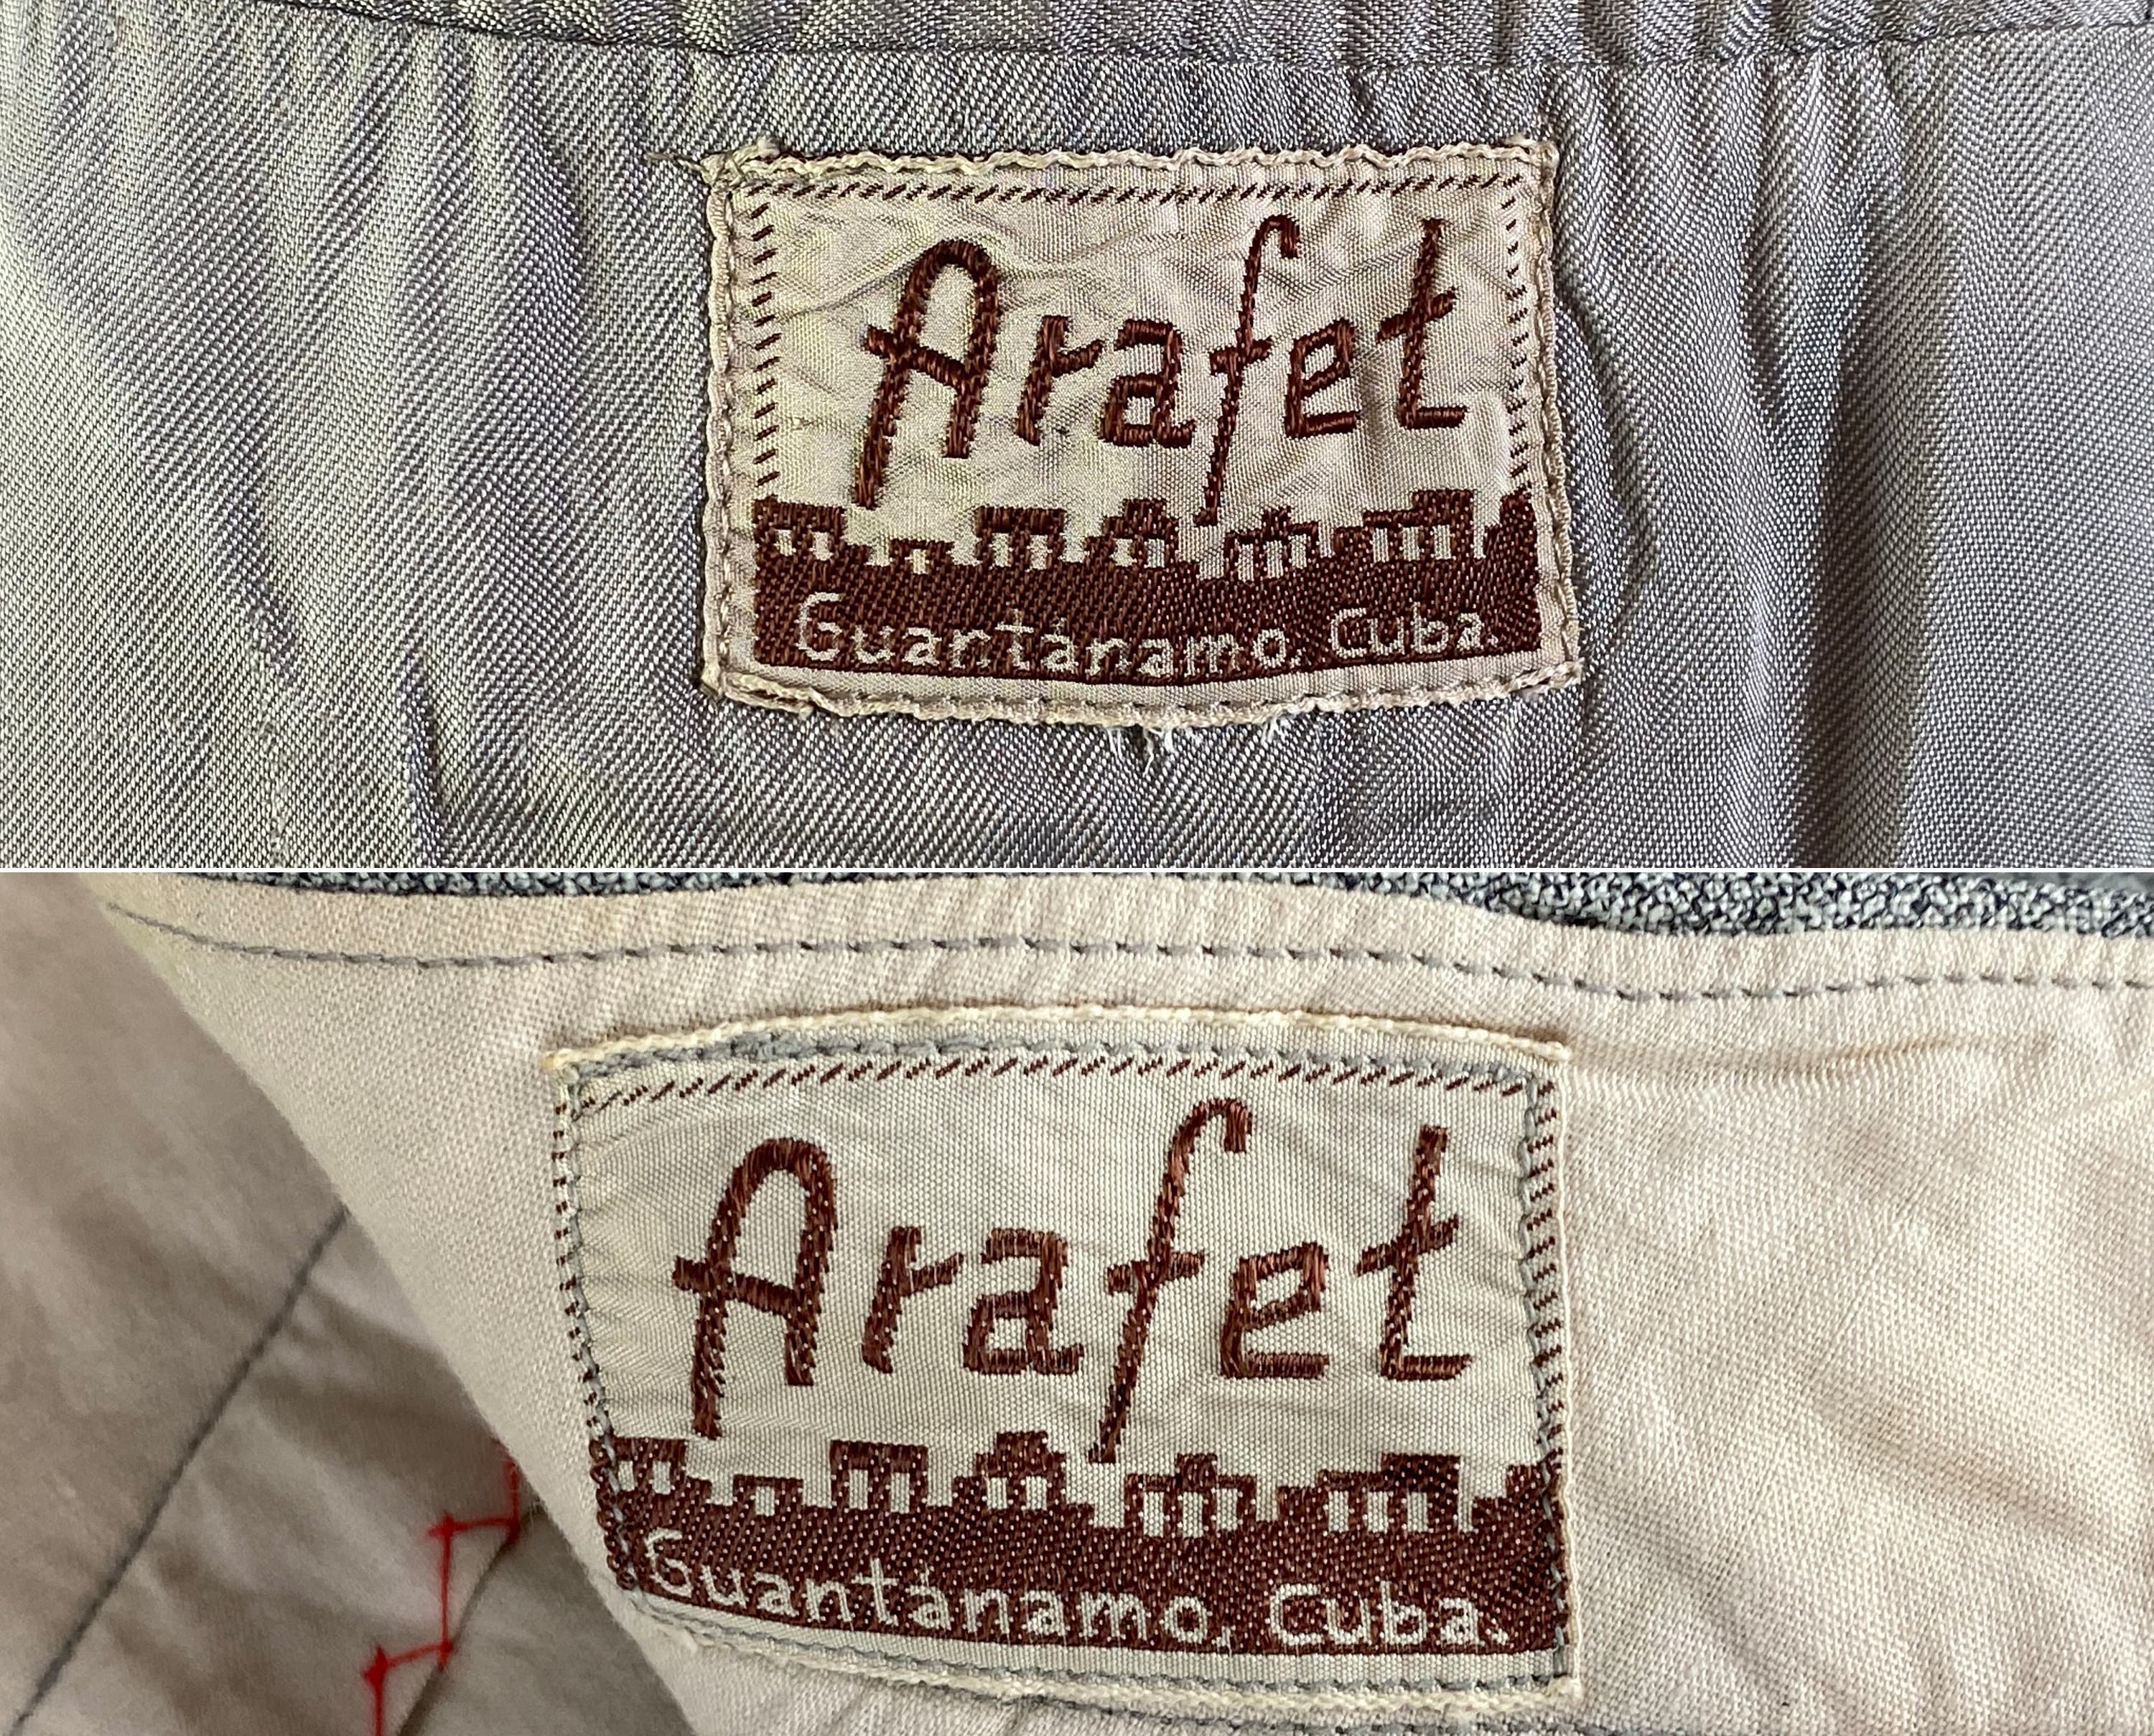 Arafet
Guantánamo, Cuba.
Arafet
Guantánamo, Cuba.